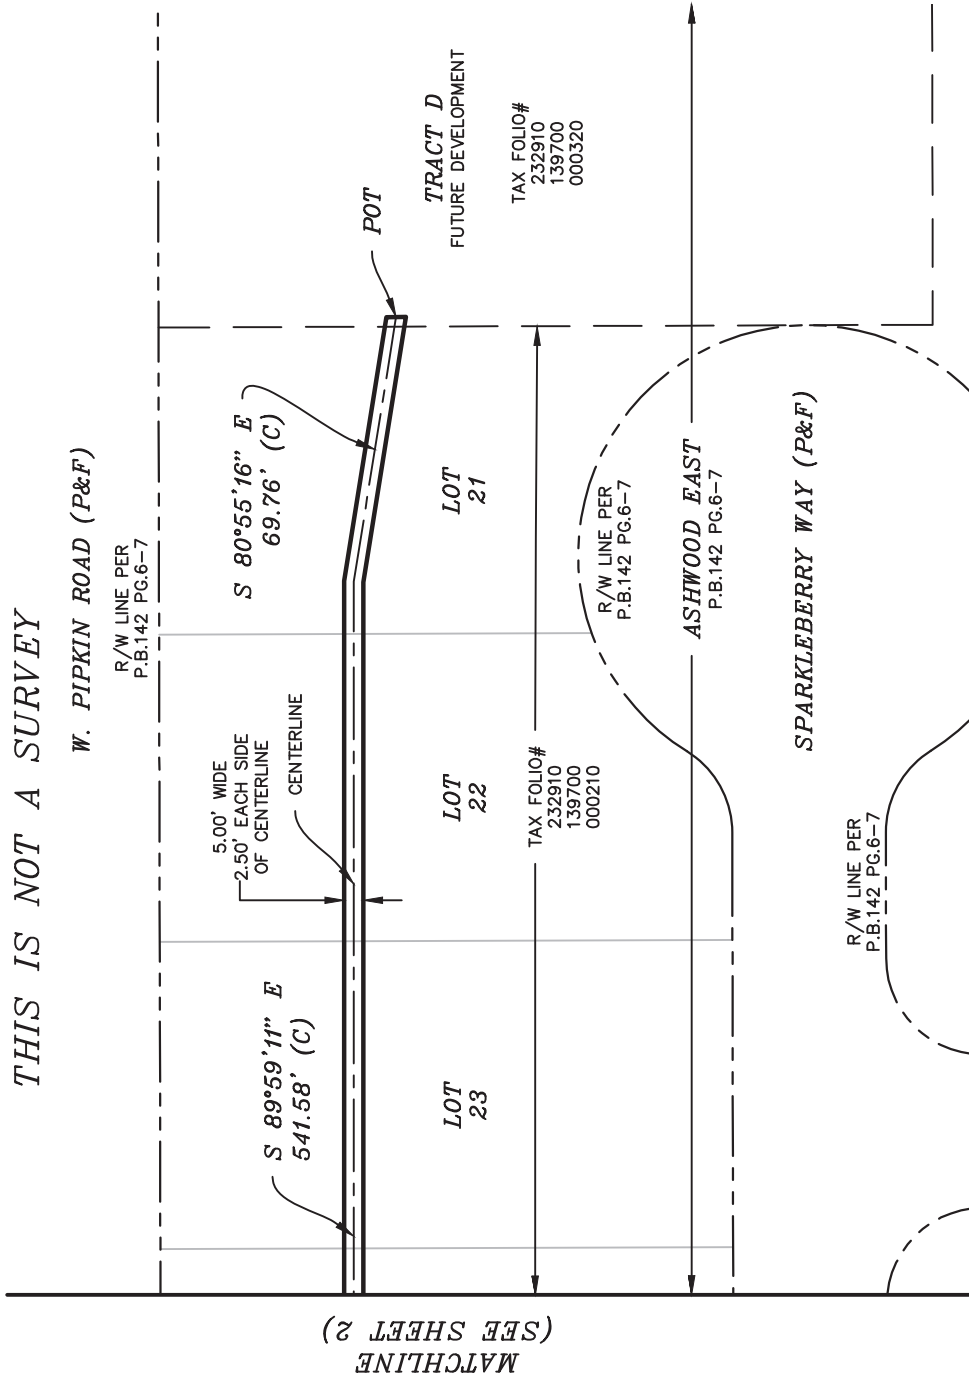 THIS IS NOT A SURVEY
W. PIPKIN ROAD (P&F)
R/W LINE PER
P.B.142 PG.6-7
5.00' WIDE
2.50' EACH SIDE
OF CENTERLINE
CENTERLINE
S 89°59'11" E
541.58' (C)
S 80°55'16" E
69.76' (C)
POT
TRACT D
FUTURE DEVELOPMENT
TAX FOLIO#
232910
139700
000320
LOT
23
LOT
22
LOT
21
TAX FOLIO#
232910
139700
000210
R/W LINE PER
P.B.142 PG.6-7
ASHWOOD EAST
P.B.142 PG.6-7
SPARKLEBERRY WAY (P&F)
R/W LINE PER
P.B.142 PG.6-7
MATCHLINE
(SEE SHEET 2)